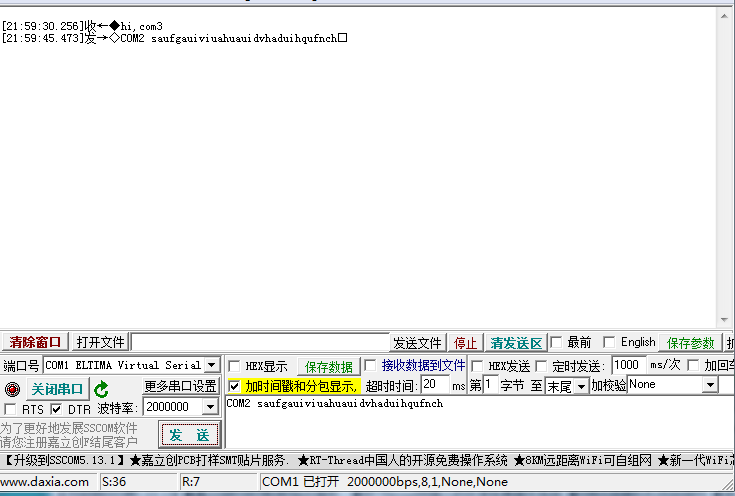 [21:59:30.256]收←◆hi,com3
[21:59:45.473]发→◇COM2 saufgauiviuahuauidvhaduihqufnch□
清除窗口 打开文件 发送文件 停止 清发送区 最前 English 保存参数
端口号 COM1 ELTIMA Virtual Serial HEX显示 保存数据 接收数据到文件 HEX发送 定时发送: 1000 ms/次 加回车
关闭串口 更多串口设置 加时间戳和分包显示, 超时时间: 20 ms 第 1 字节 至 末尾 加校验 None
RTS DTR 波特率: 2000000
COM2 saufgauiviuahuauidvhaduihqufnch
为了更好地发展SSCOM软件
请您注册嘉立创F结尾客户
发 送
【升级到SSCOM5.13.1】★嘉立创PCB打样SMT贴片服务. ★RT-Thread中国人的开源免费操作系统 ★8KM远距离WiFi可自组网 ★新一代WiFi
www.daxia.com S:36 R:7 COM1 已打开 2000000bps,8,1,None,None